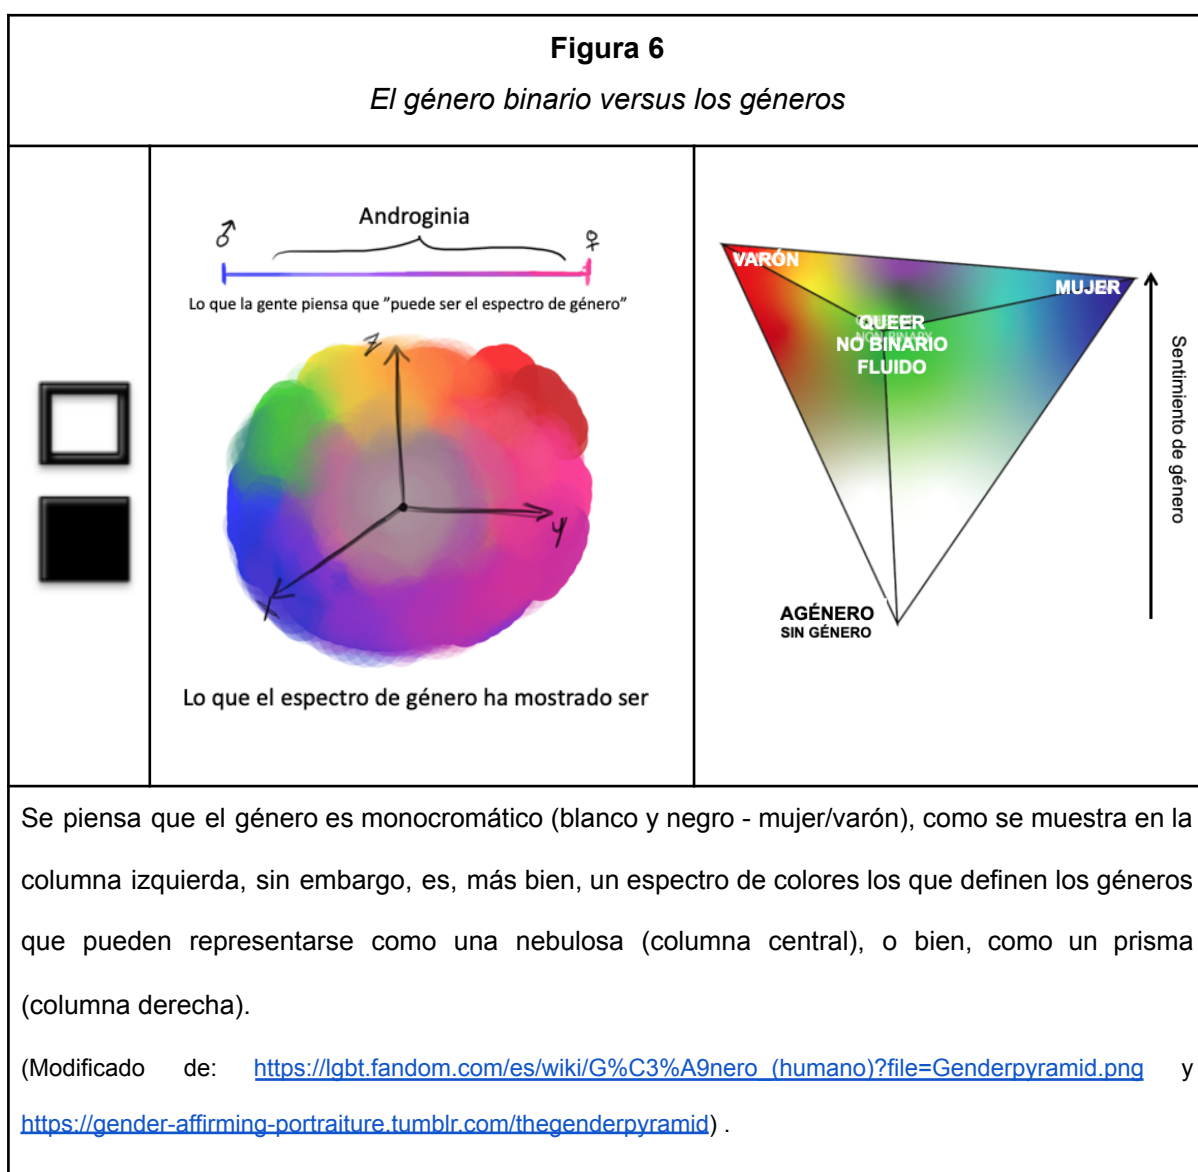 Figura 6
El género binario versus los géneros
Androginia
♂ ♀
Lo que la gente piensa que "puede ser el espectro de género"
z
y
Lo que el espectro de género ha mostrado ser
VARÓN
MUJER
QUEER
NO BINARIO
FLUIDO
AGÉNERO
SIN GÉNERO
Sentimiento de género
Se piensa que el género es monocromático (blanco y negro - mujer/varón), como se muestra en la
columna izquierda, sin embargo, es, más bien, un espectro de colores los que definen los géneros
que pueden representarse como una nebulosa (columna central), o bien, como un prisma
(columna derecha).
(Modificado de: https://lgbt.fandom.com/es/wiki/G%C3%A9nero_(humano)?file=Genderpyramid.png y
https://gender-affirming-portraiture.tumblr.com/thegenderpyramid) .